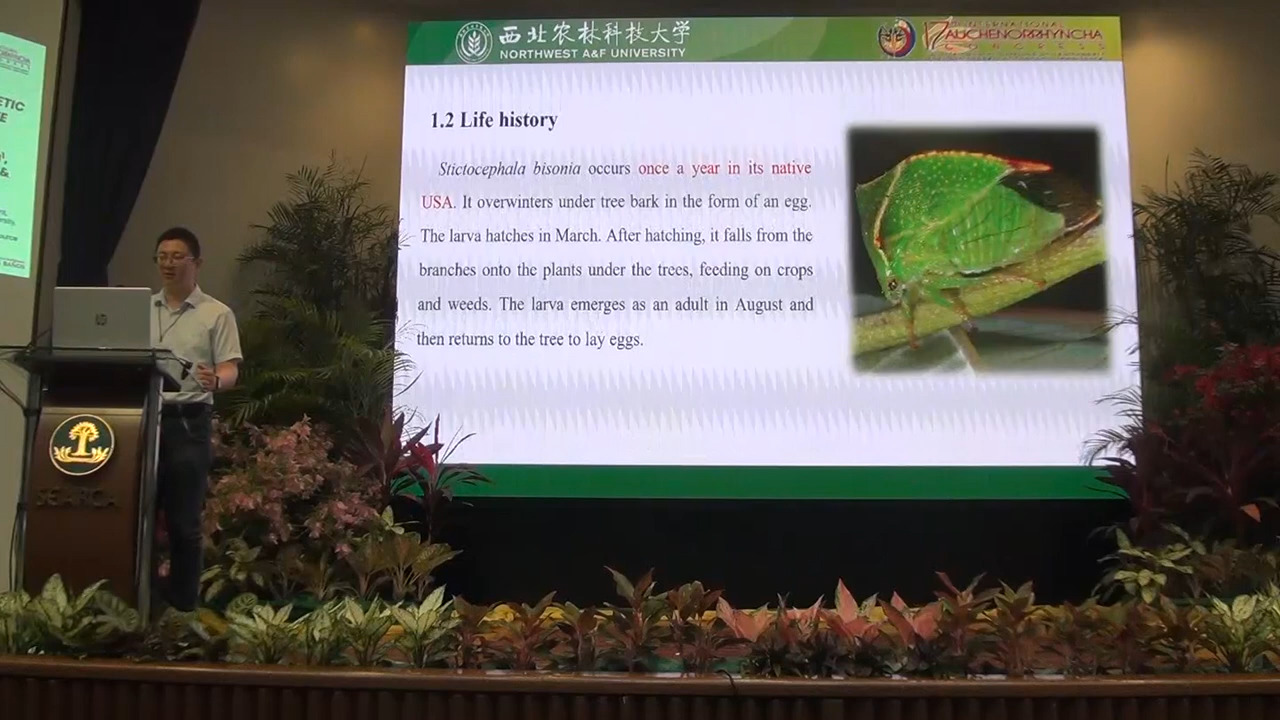 西北农林科技大学
NORTHWEST A&F UNIVERSITY
17TH INTERNATIONAL
AUCHENORRHYNCHA
CONGRESS
1.2 Life history
Stictocephala bisonia occurs once a year in its native
USA. It overwinters under tree bark in the form of an egg.
The larva hatches in March. After hatching, it falls from the
branches onto the plants under the trees, feeding on crops
and weeds. The larva emerges as an adult in August and
then returns to the tree to lay eggs.
hp
SEARCA
ETIC
&